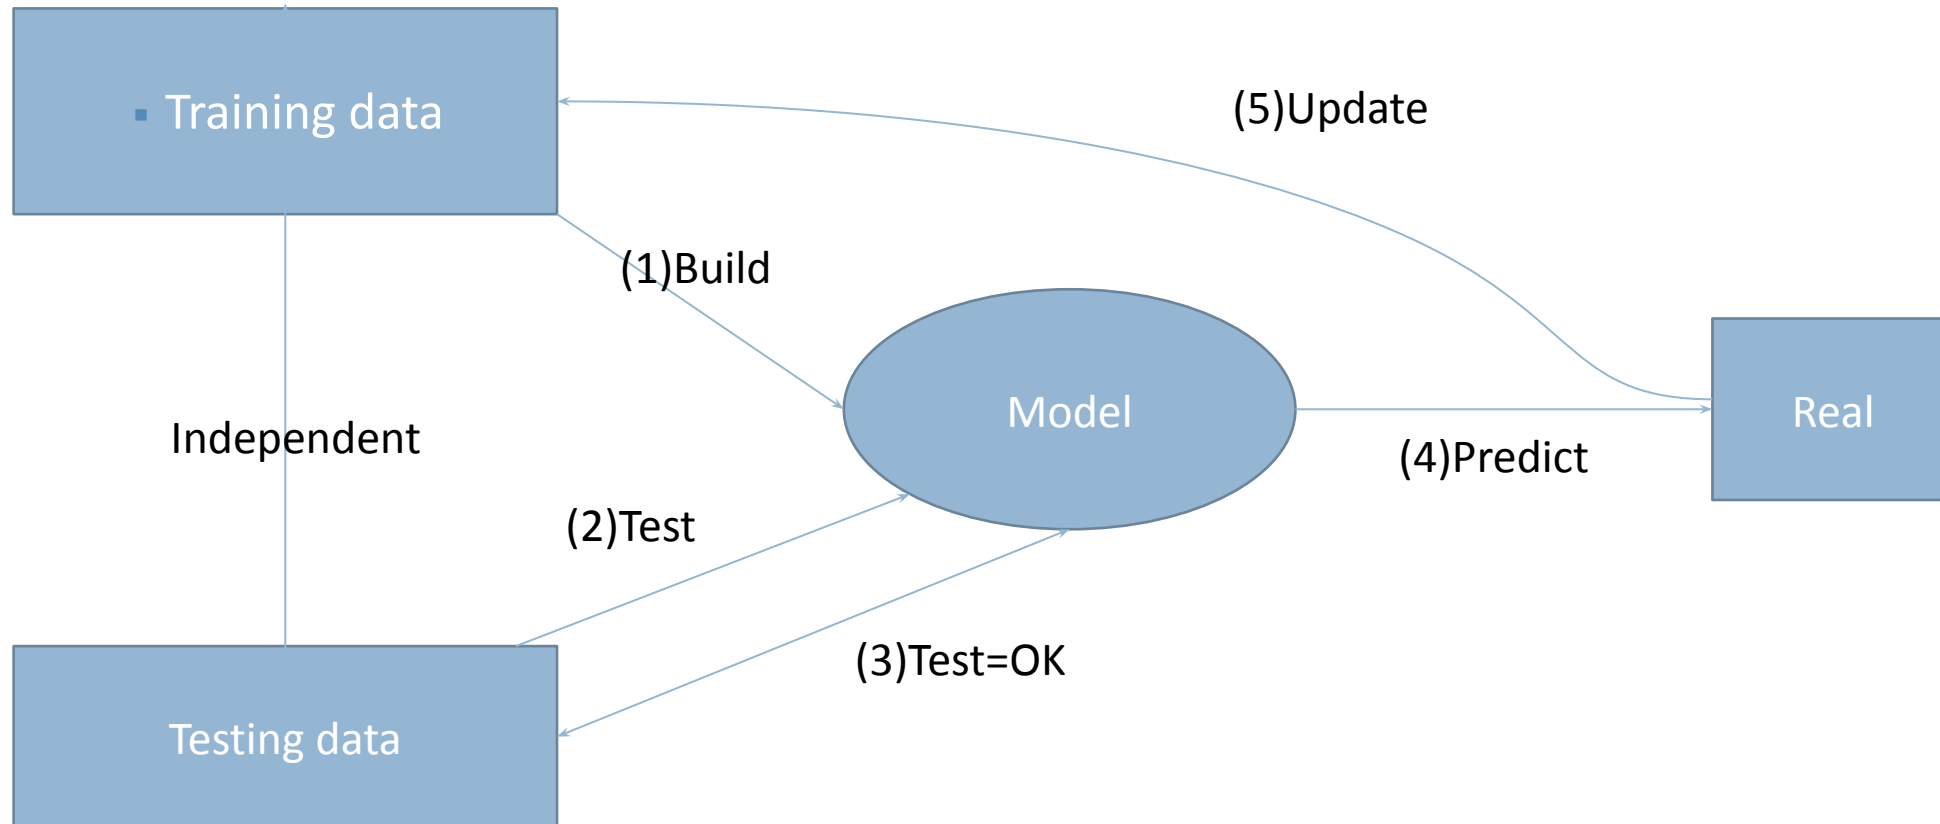 ▪ Training data
(5)Update
(1)Build
Model
Real
Independent
(4)Predict
(2)Test
(3)Test=OK
Testing data